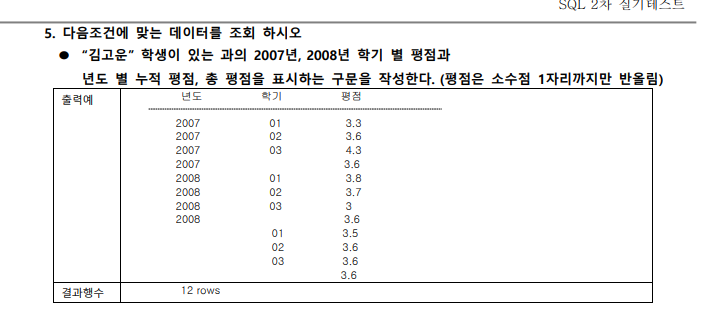 SQL 2차 실기테스트
5. 다음조건에 맞는 데이터를 조회 하시오
● “김고운” 학생이 있는 과의 2007년, 2008년 학기 별 평점과
년도 별 누적 평점, 총 평점을 표시하는 구문을 작성한다. (평점은 소수점 1자리까지만 반올림)
출력예 년도 학기 평점
2007 01 3.3
2007 02 3.6
2007 03 4.3
2007 3.6
2008 01 3.8
2008 02 3.7
2008 03 3
2008 3.6
01 3.5
02 3.6
03 3.6
3.6
결과행수 12 rows